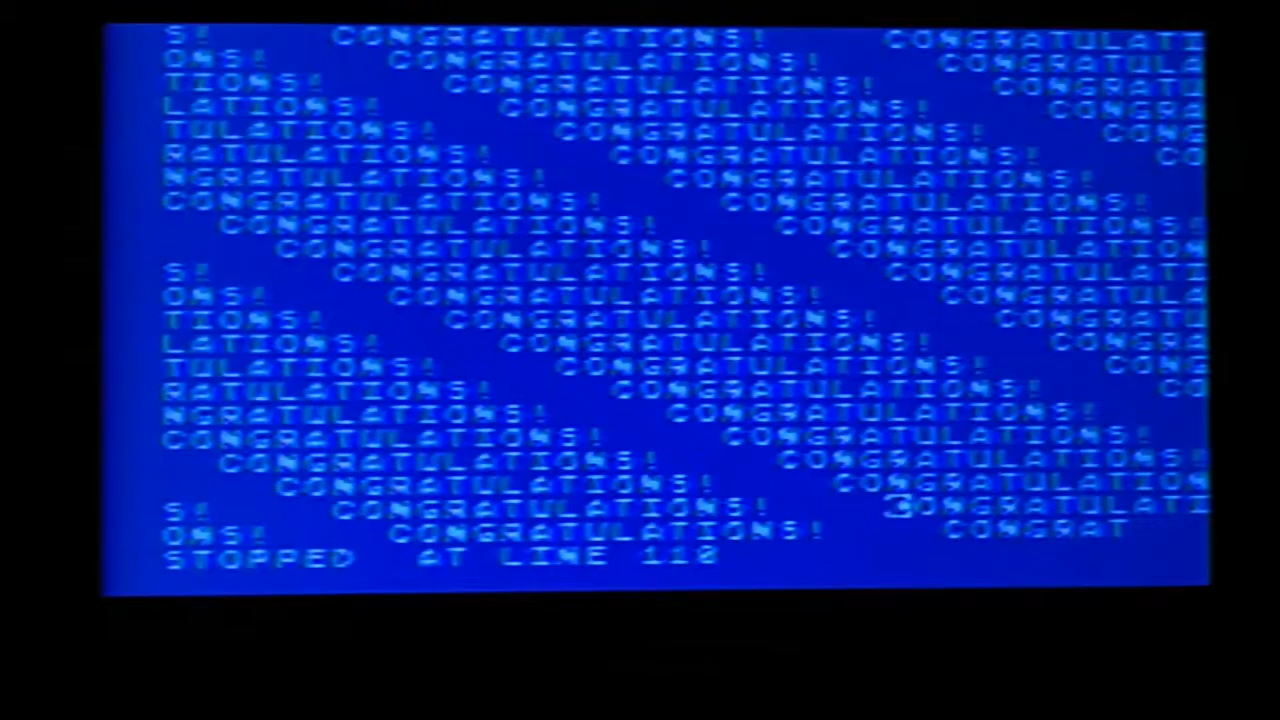 S!      CONGRATULATIONS!      CONGRATULATI
ONS!      CONGRATULATIONS!      CONGRATULA
TIONS!      CONGRATULATIONS!      CONGRATU
LATIONS!      CONGRATULATIONS!      CONGRA
TULATIONS!      CONGRATULATIONS!      CONG
RATULATIONS!      CONGRATULATIONS!      CO
NGRATULATIONS!      CONGRATULATIONS!
CONGRATULATIONS!      CONGRATULATIONS!
CONGRATULATIONS!      CONGRATULATIONS!
CONGRATULATIONS!      CONGRATULATION
S!      CONGRATULATIONS!      CONGRATULATI
ONS!      CONGRATULATIONS!      CONGRATULA
TIONS!      CONGRATULATIONS!      CONGRATU
LATIONS!      CONGRATULATIONS!      CONGRA
TULATIONS!      CONGRATULATIONS!      CONG
RATULATIONS!      CONGRATULATIONS!      CO
NGRATULATIONS!      CONGRATULATIONS!
CONGRATULATIONS!      CONGRATULATIONS!
CONGRATULATIONS!      CONGRATULATIONS!
CONGRATULATIONS!      CONGRATULATION
S!      CONGRATULATIONS!      CONGRATULATI
ONS!      CONGRATULATIONS!      CONGRAT
STOPPED   AT LINE 110